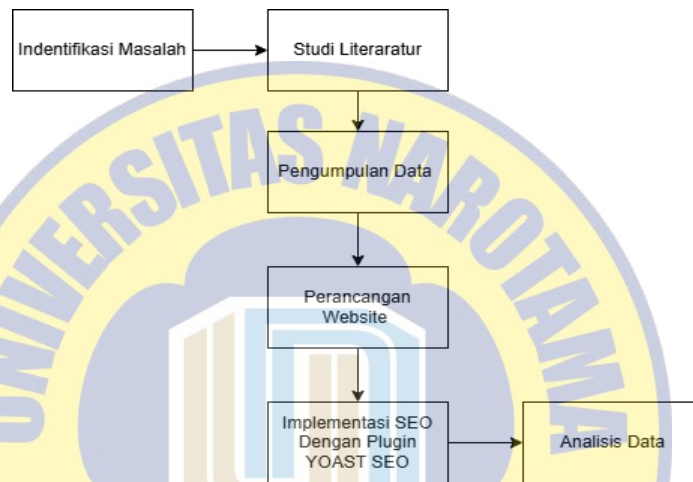 Indentifikasi Masalah
Studi Literaratur
Pengumpulan Data
Perancangan
Website
Implementasi SEO
Dengan Plugin
YOAST SEO
Analisis Data
UNIVERSITAS NAROTAMA